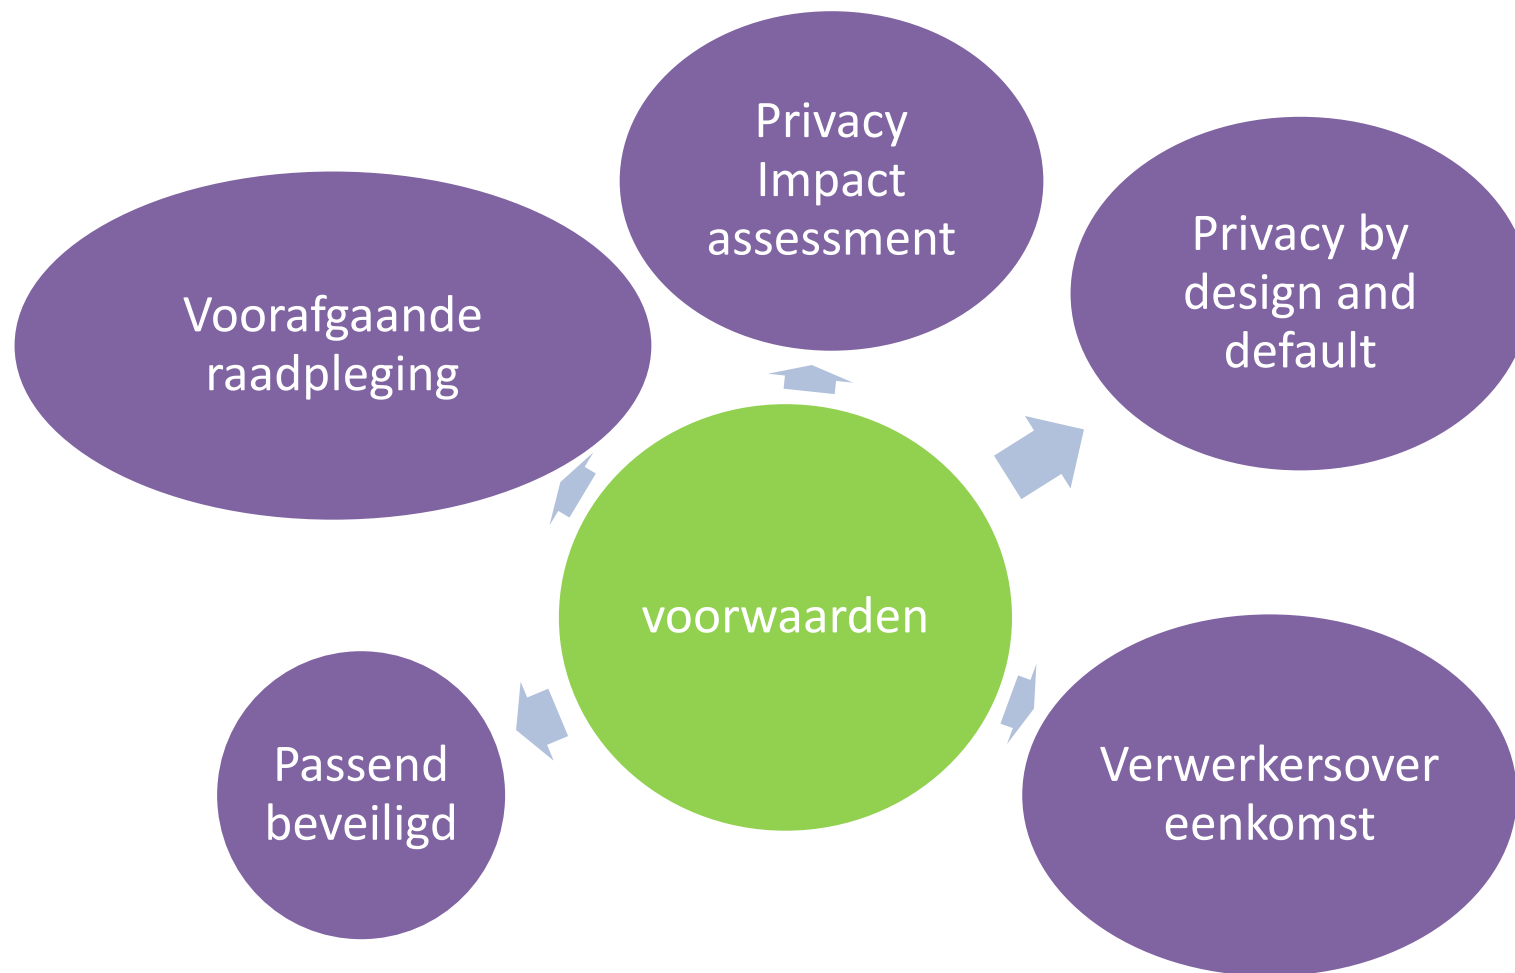 Privacy
Impact
assessment
Privacy by
design and
default
Voorafgaande
raadpleging
voorwaarden
Passend
beveiligd
Verwerkersover
eenkomst